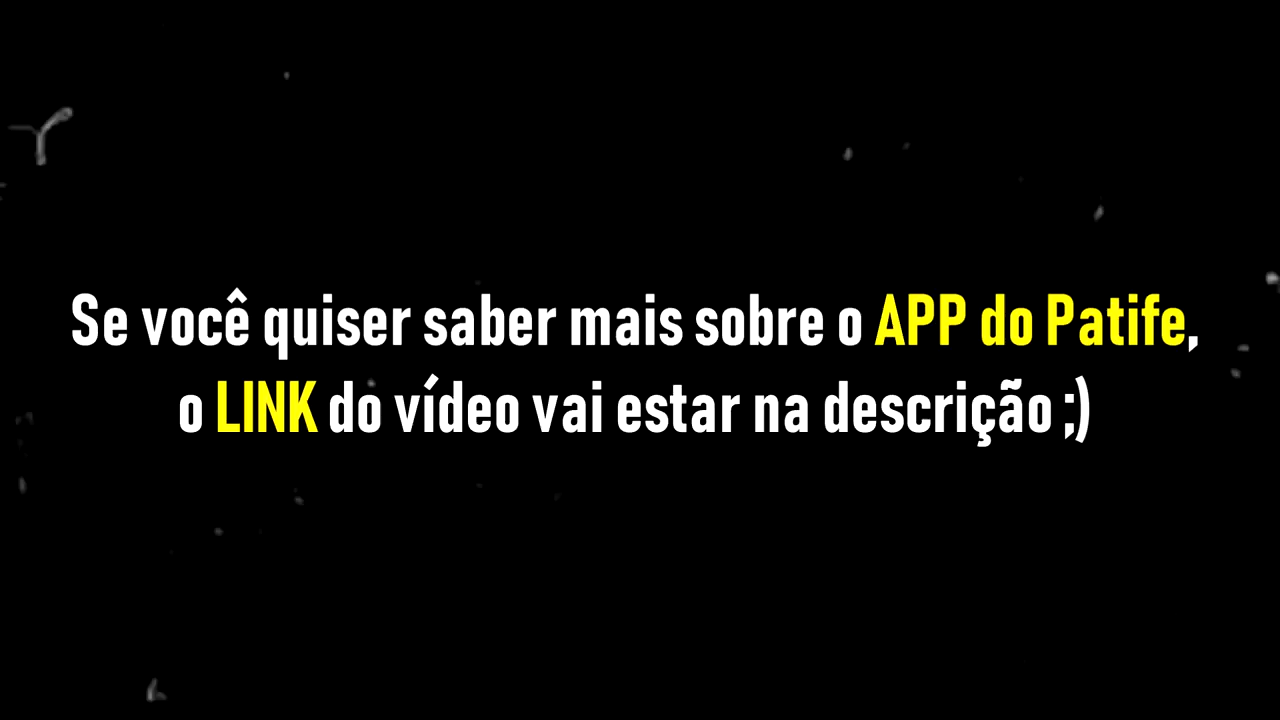 Se você quiser saber mais sobre o APP do Patife,
o LINK do vídeo vai estar na descrição ;)